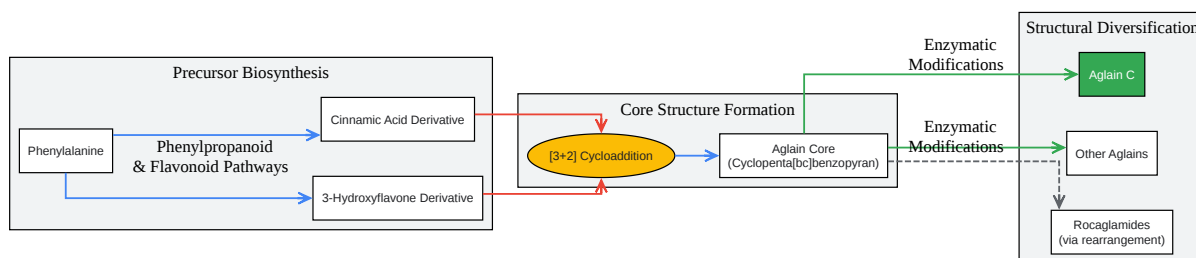 Precursor Biosynthesis
Phenylalanine
Phenylpropanoid
& Flavonoid Pathways
Cinnamic Acid Derivative
3-Hydroxyflavone Derivative
Core Structure Formation
[3+2] Cycloaddition
Aglain Core
(Cyclopenta[bc]benzopyran)
Enzymatic
Modifications
Enzymatic
Modifications
Structural Diversification
Aglain C
Other Aglains
Rocaglamides
(via rearrangement)